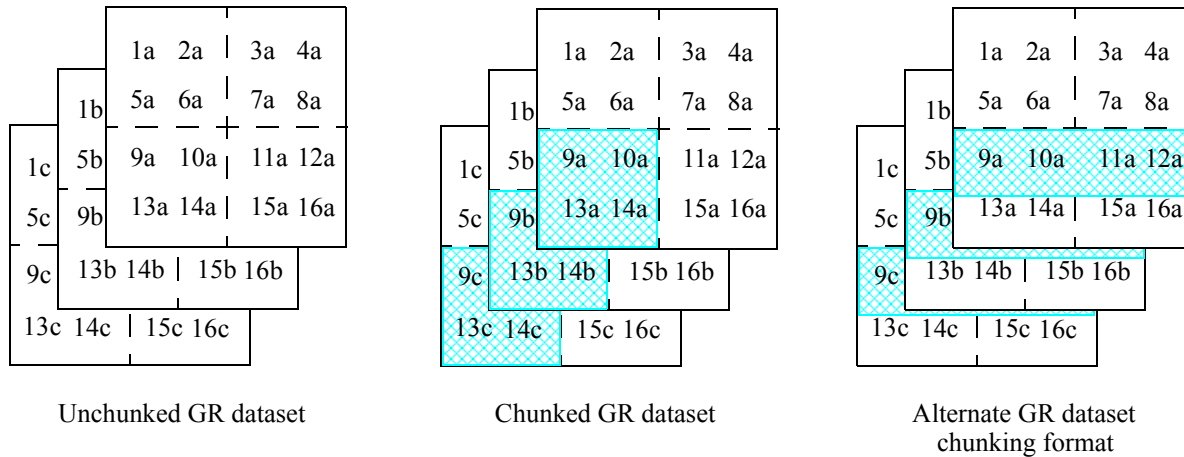 1a 2a 3a 4a
1b 5a 6a 7a 8a
1c 5b 9a 10a 11a 12a
5c 9b 13a 14a 15a 16a
9c 13b 14b 15b 16b
13c 14c 15c 16c
Unchunked GR dataset
1a 2a 3a 4a
1b 5a 6a 7a 8a
1c 5b 9a 10a 11a 12a
5c 9b 13a 14a 15a 16a
9c 13b 14b 15b 16b
13c 14c 15c 16c
Chunked GR dataset
1a 2a 3a 4a
1b 5a 6a 7a 8a
1c 5b 9a 10a 11a 12a
5c 9b 13a 14a 15a 16a
9c 13b 14b 15b 16b
13c 14c 15c 16c
Alternate GR dataset
chunking format